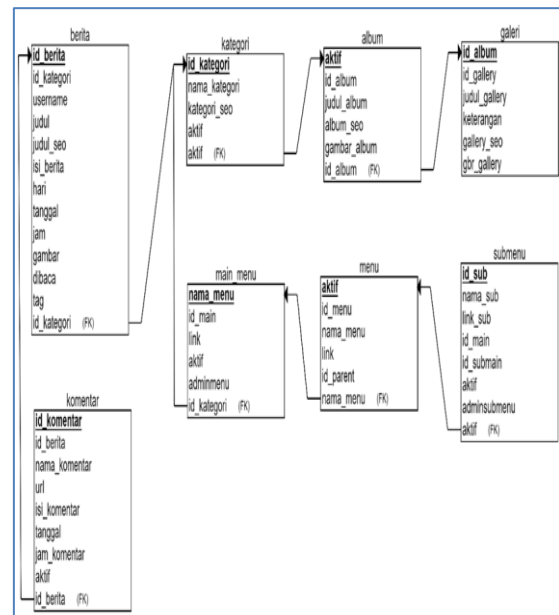 berita
id_berita
id_kategori
username
judul
judul_seo
isi_berita
hari
tanggal
jam
gambar
dibaca
tag
id_kategori (FK)
kategori
id_kategori
nama_kategori
kategori_seo
aktif
aktif (FK)
album
aktif
id_album
judul_album
album_seo
gambar_album
id_album (FK)
galeri
id_album
id_gallery
judul_gallery
keterangan
gallery_seo
gbr_gallery
komentar
id_komentar
id_berita
nama_komentar
url
isi_komentar
tanggal
jam_komentar
aktif
id_berita (FK)
main_menu
nama_menu
id_main
link
aktif
adminmenu
id_kategori (FK)
menu
aktif
id_menu
nama_menu
link
id_parent
nama_menu (FK)
submenu
id_sub
nama_sub
link_sub
id_main
id_submain
aktif
adminsubmenu
aktif (FK)